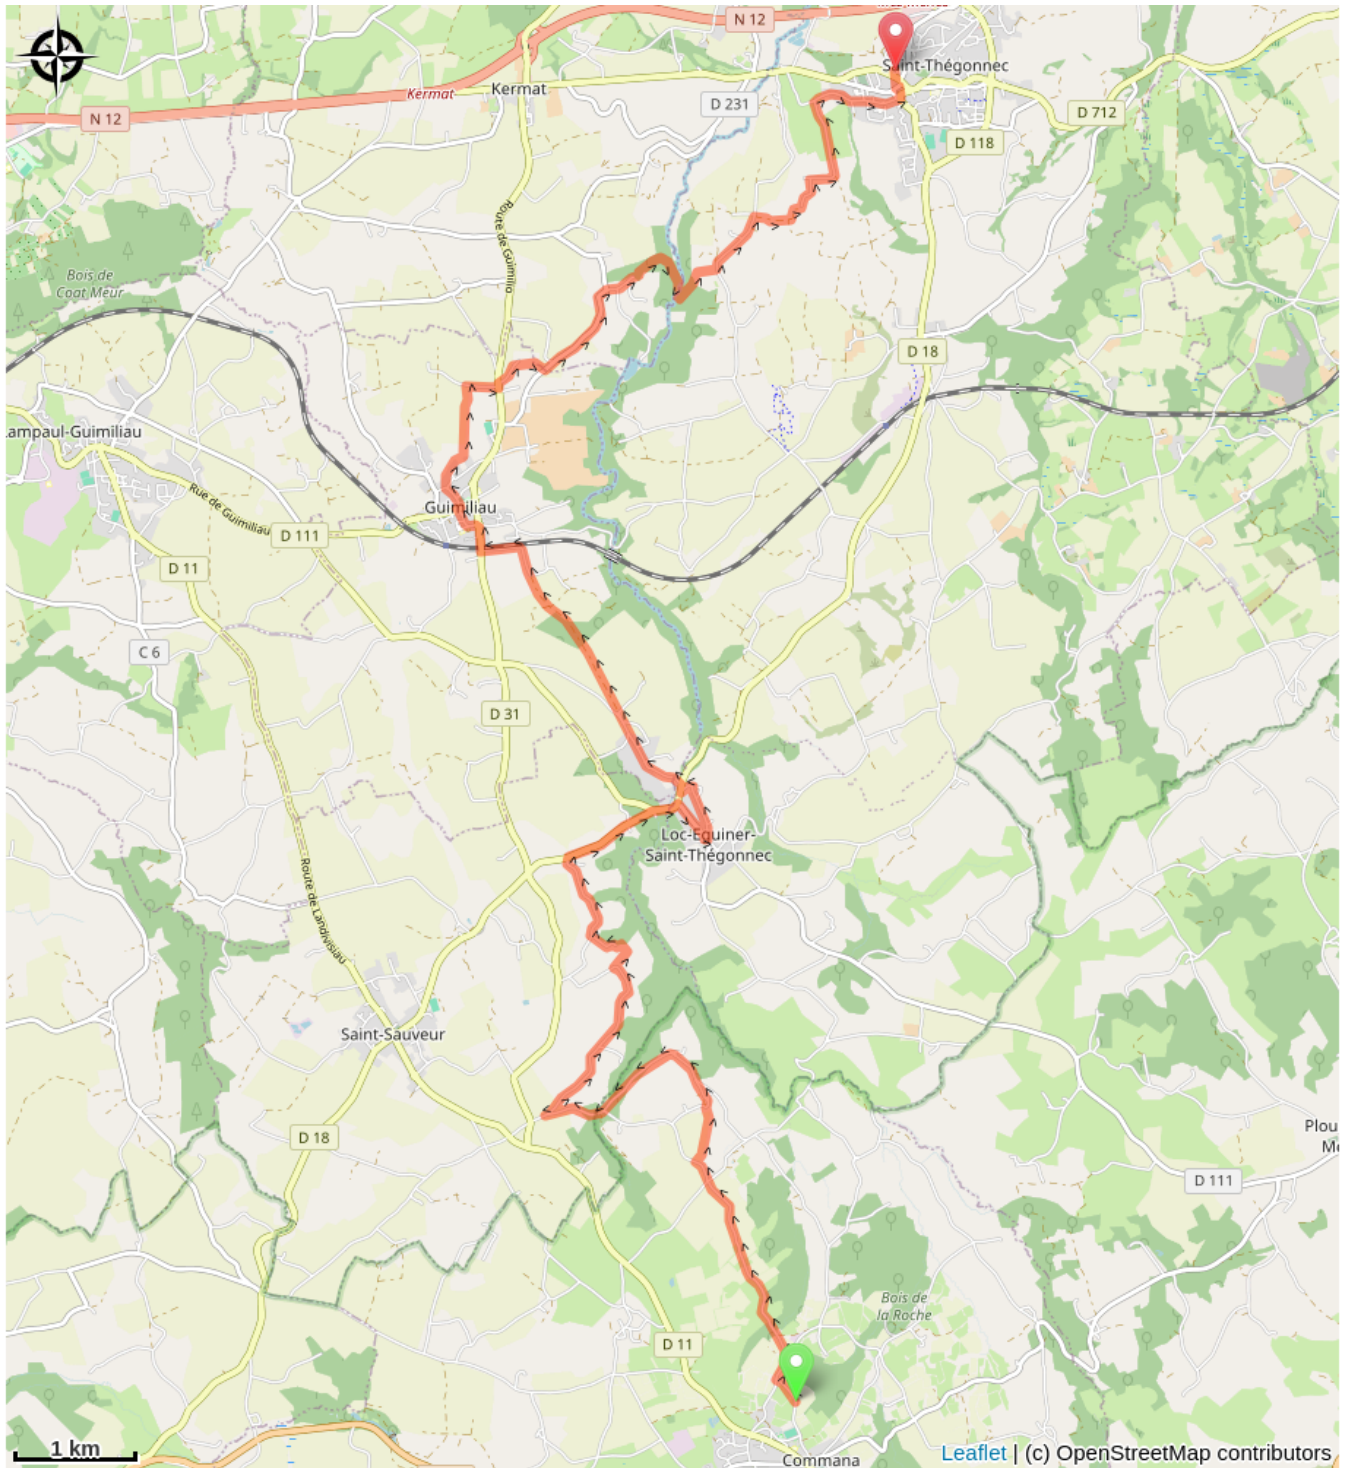 N 12
Saint-Thégonnec
Kermat
Kermat
D 231
D 712
N 12
D 118
Route de Guimilio
Bois de
Coat Meur
D 18
Lampaul-Guimiliau
Rue de Guimiliau
Guimiliau
D 111
D 11
C 6
D 31
Loc-Eguiner-
Saint-Thégonnec
Route de Landivisiau
Saint-Sauveur
Plou
Mé
D 18
D 111
Bois de
la Roche
D 11
1 km
Commana
Leaflet | (c) OpenStreetMap contributors